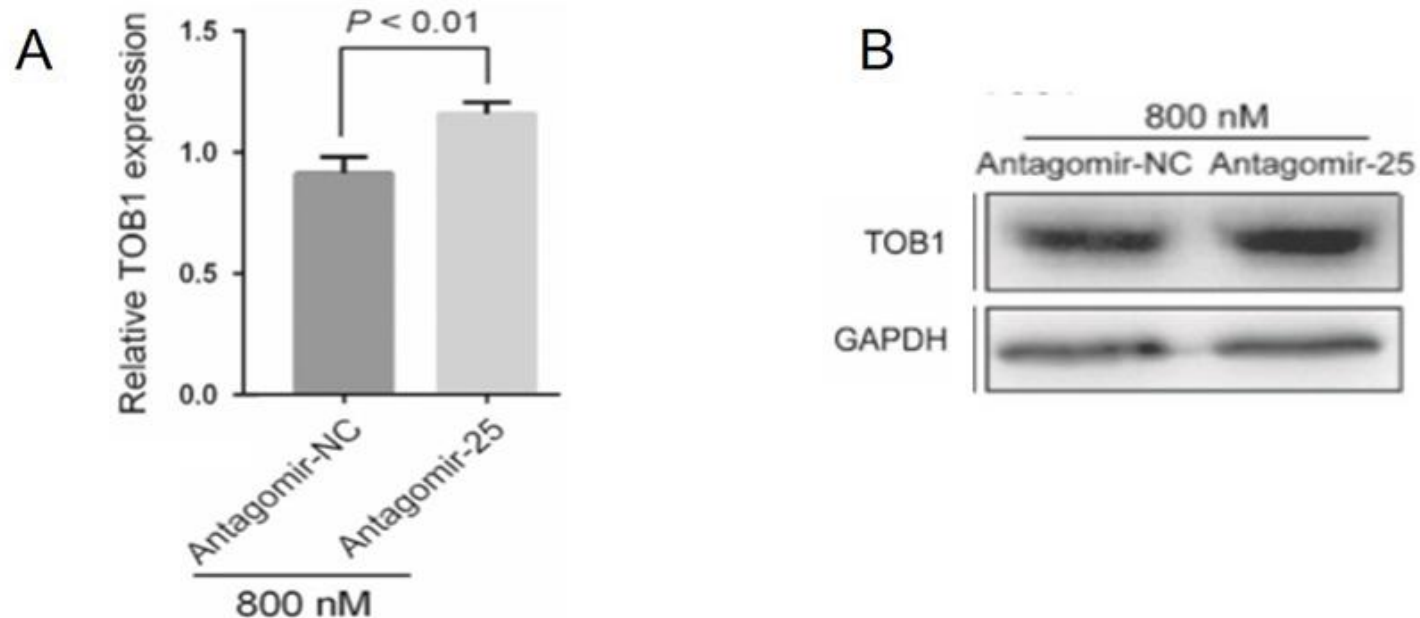 A
Relative TOB1 expression
P < 0.01
1.5
1.0
0.5
0.0
Antagomir-NC
Antagomir-25
800 nM
B
800 nM
Antagomir-NC Antagomir-25
TOB1
GAPDH